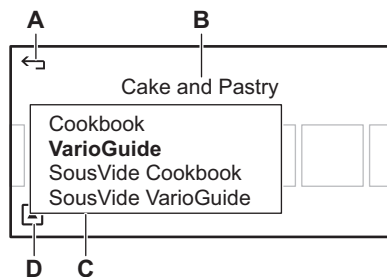 A B
Cake and Pastry
Cookbook
VarioGuide
SousVide Cookbook
SousVide VarioGuide
D C